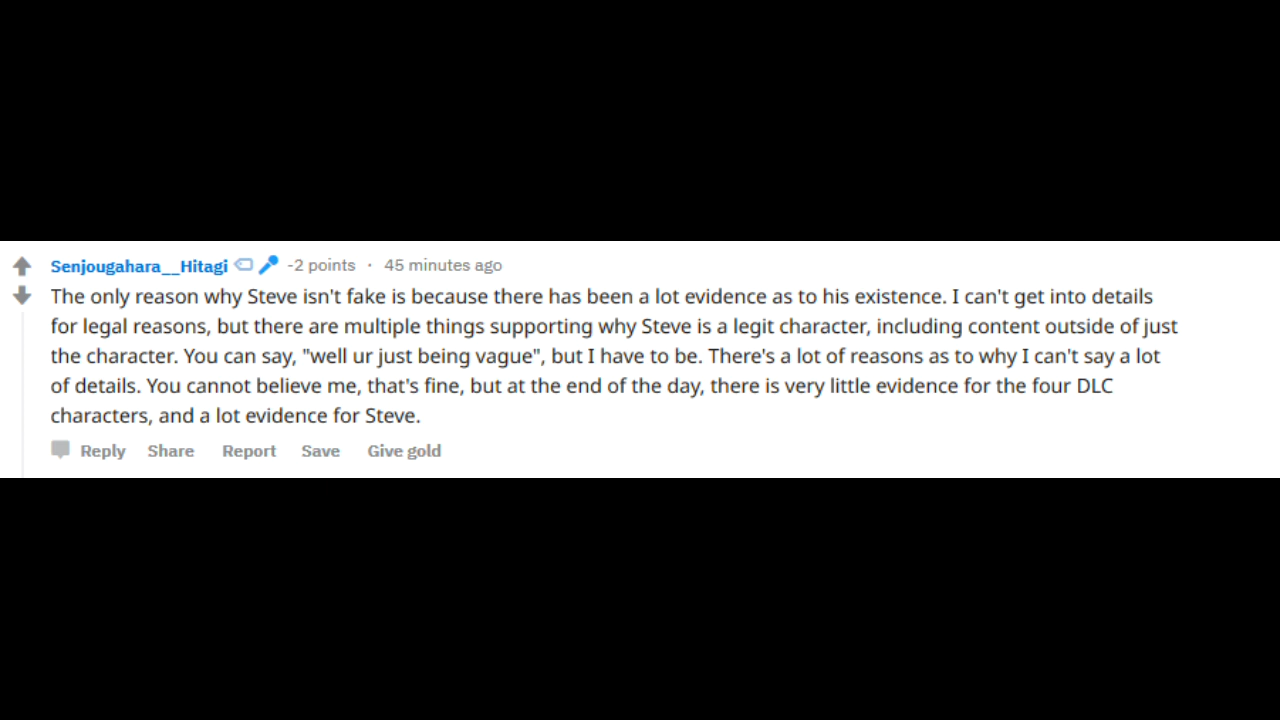 Senjougahara__Hitagi -2 points · 45 minutes ago
The only reason why Steve isn't fake is because there has been a lot evidence as to his existence. I can't get into details
for legal reasons, but there are multiple things supporting why Steve is a legit character, including content outside of just
the character. You can say, "well ur just being vague", but I have to be. There's a lot of reasons as to why I can't say a lot
of details. You cannot believe me, that's fine, but at the end of the day, there is very little evidence for the four DLC
characters, and a lot evidence for Steve.
Reply Share Report Save Give gold